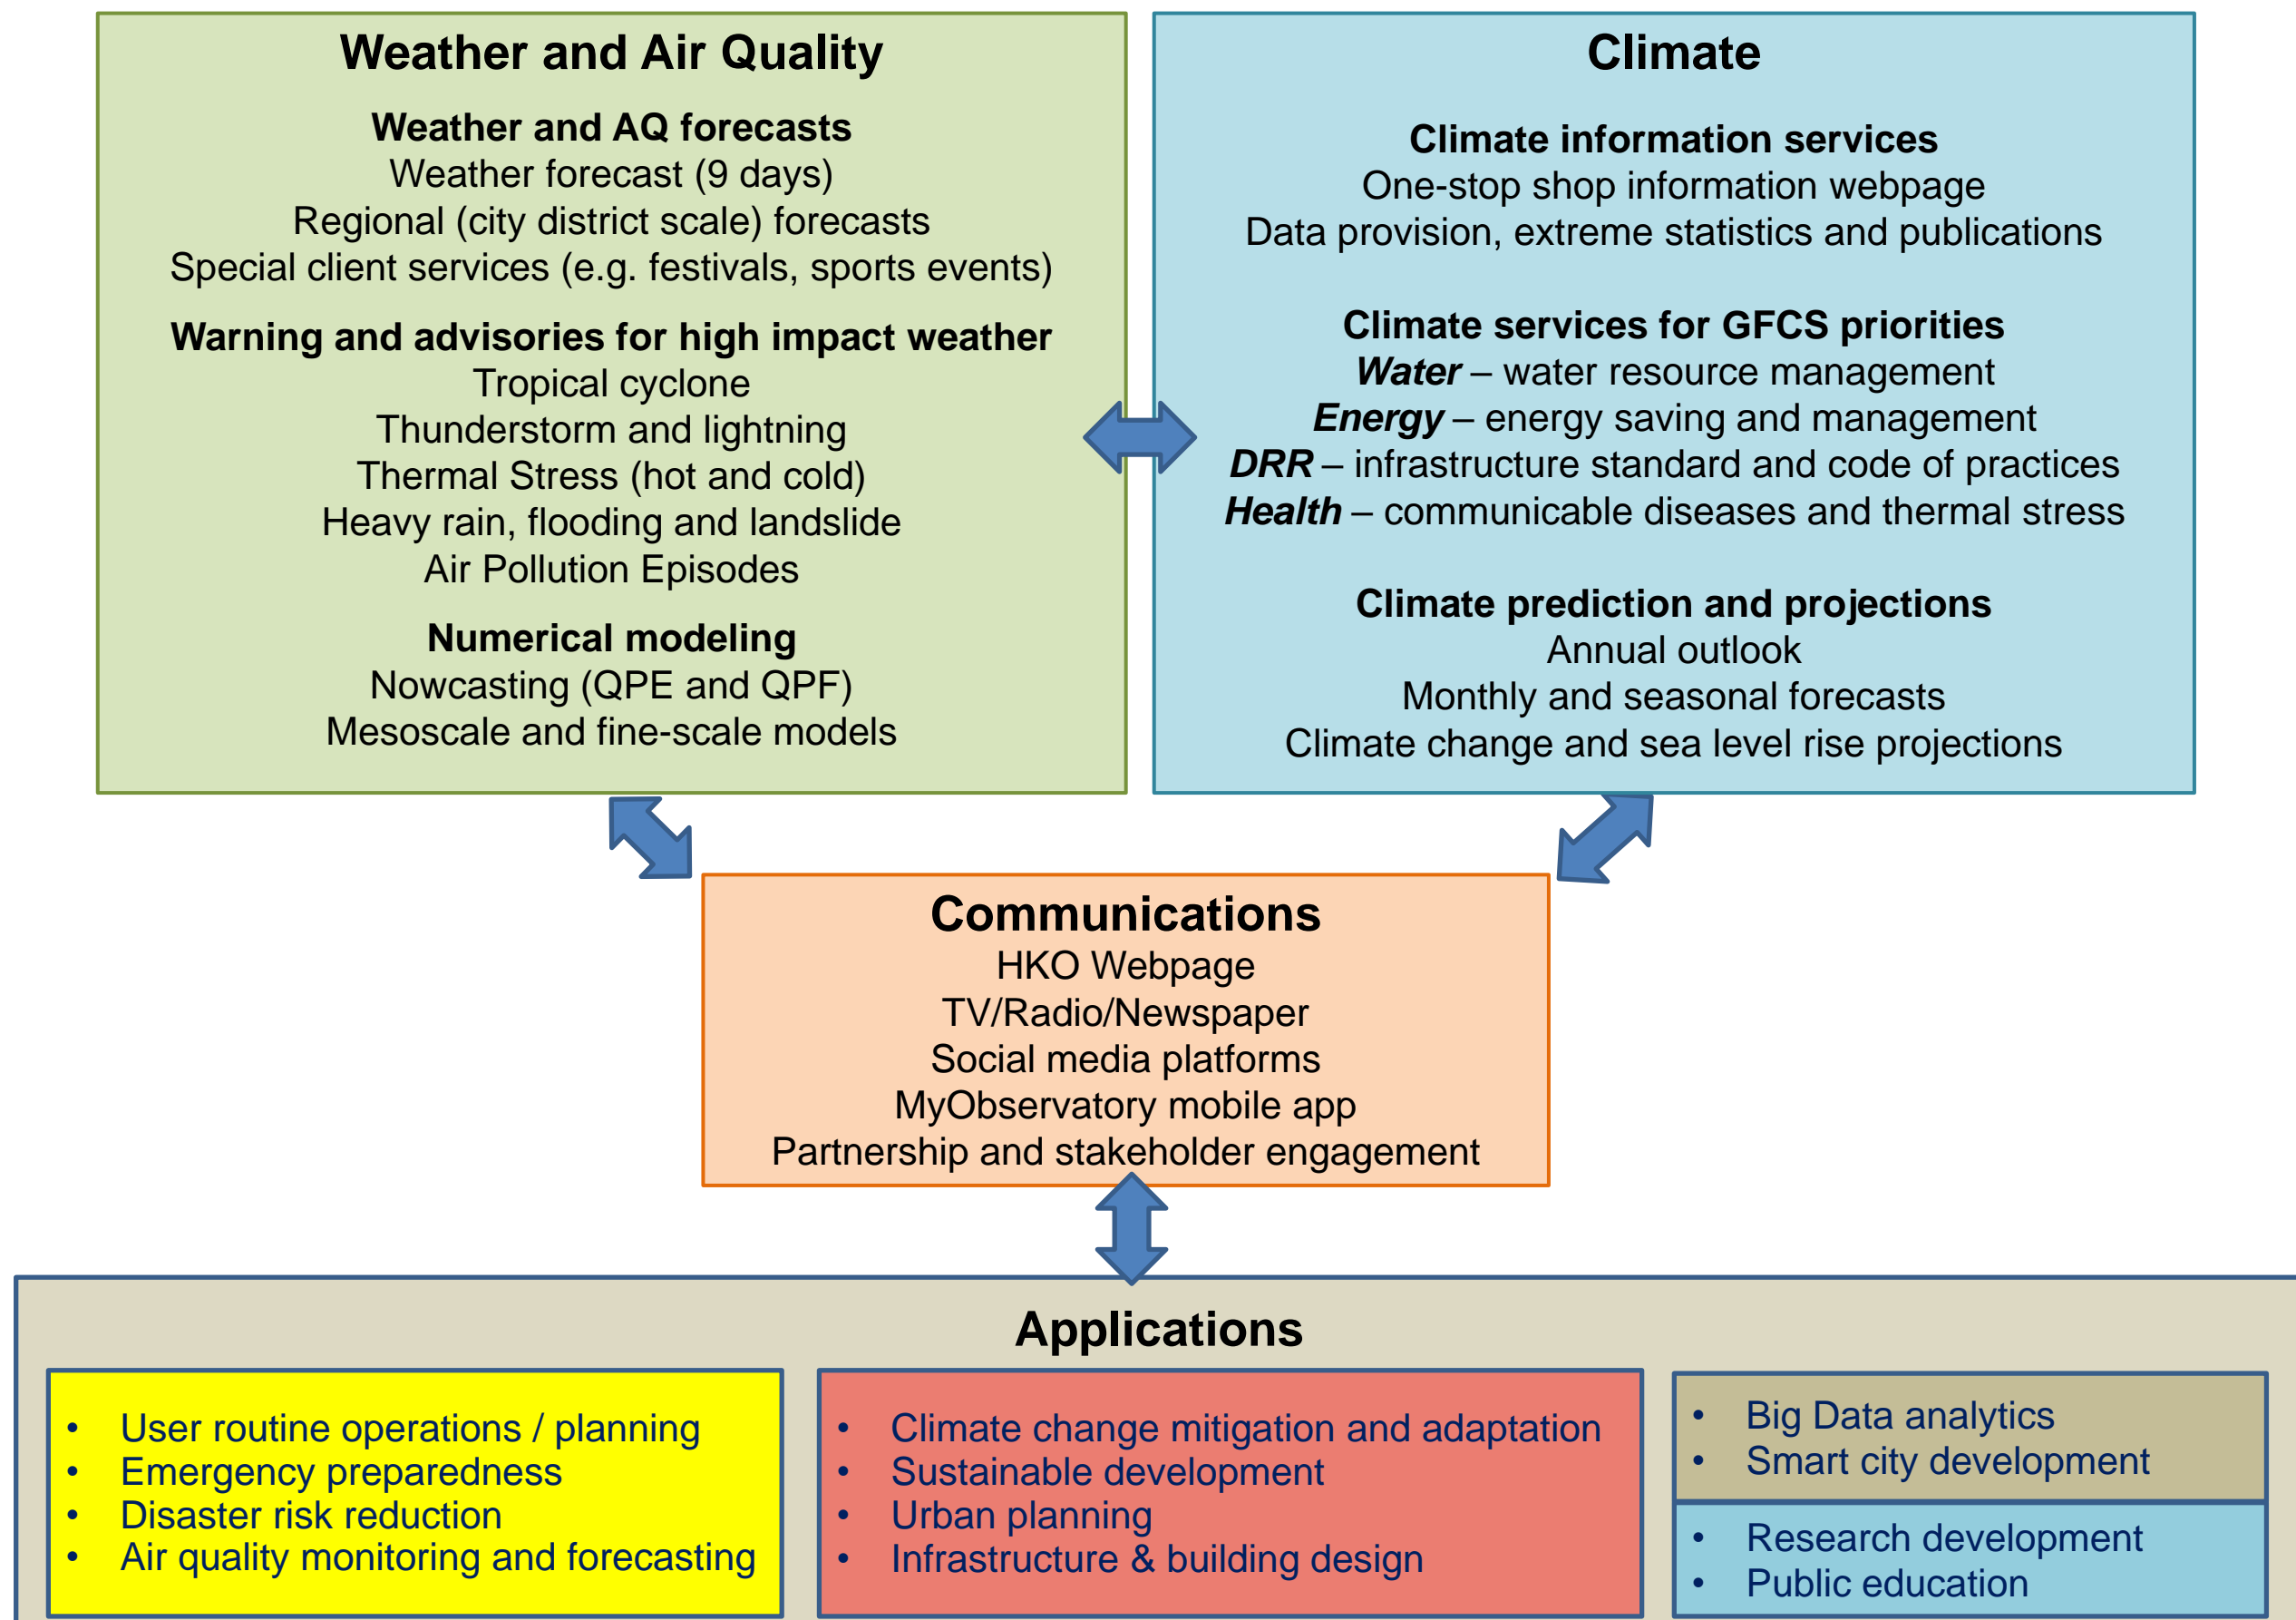 Weather and Air Quality
Weather and AQ forecasts
Weather forecast (9 days)
Regional (city district scale) forecasts
Special client services (e.g. festivals, sports events)
Warning and advisories for high impact weather
Tropical cyclone
Thunderstorm and lightning
Thermal Stress (hot and cold)
Heavy rain, flooding and landslide
Air Pollution Episodes
Numerical modeling
Nowcasting (QPE and QPF)
Mesoscale and fine-scale models
Climate
Climate information services
One-stop shop information webpage
Data provision, extreme statistics and publications
Climate services for GFCS priorities
Water – water resource management
Energy – energy saving and management
DRR – infrastructure standard and code of practices
Health – communicable diseases and thermal stress
Climate prediction and projections
Annual outlook
Monthly and seasonal forecasts
Climate change and sea level rise projections
Communications
HKO Webpage
TV/Radio/Newspaper
Social media platforms
MyObservatory mobile app
Partnership and stakeholder engagement
Applications
• User routine operations / planning
• Emergency preparedness
• Disaster risk reduction
• Air quality monitoring and forecasting
• Climate change mitigation and adaptation
• Sustainable development
• Urban planning
• Infrastructure & building design
• Big Data analytics
• Smart city development
• Research development
• Public education